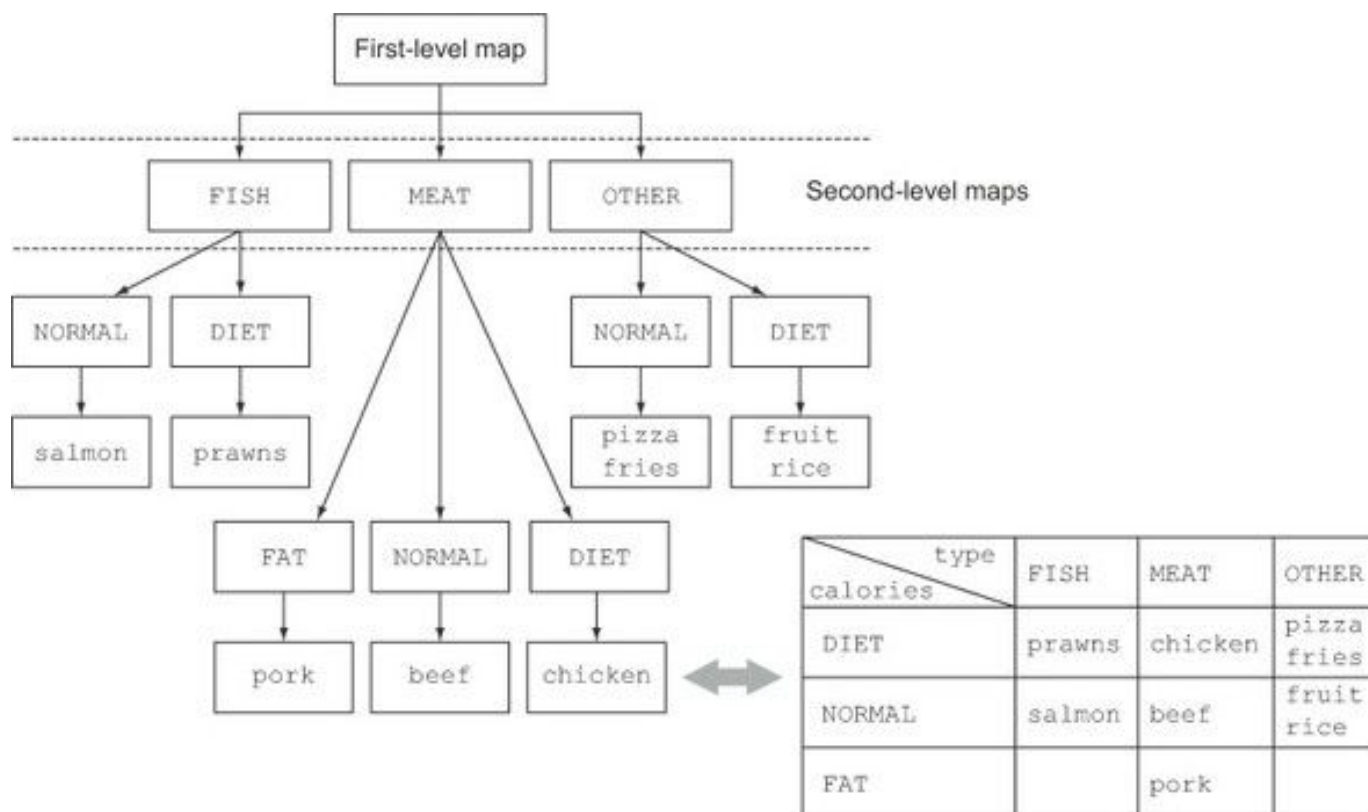 First-level map
FISH
MEAT
OTHER
Second-level maps
NORMAL
DIET
NORMAL
DIET
salmon
prawns
pizza
fries
fruit
rice
FAT
NORMAL
DIET
pork
beef
chicken
type
calories
FISH
MEAT
OTHER
DIET
prawns
chicken
pizza
fries
NORMAL
salmon
beef
fruit
rice
FAT
pork